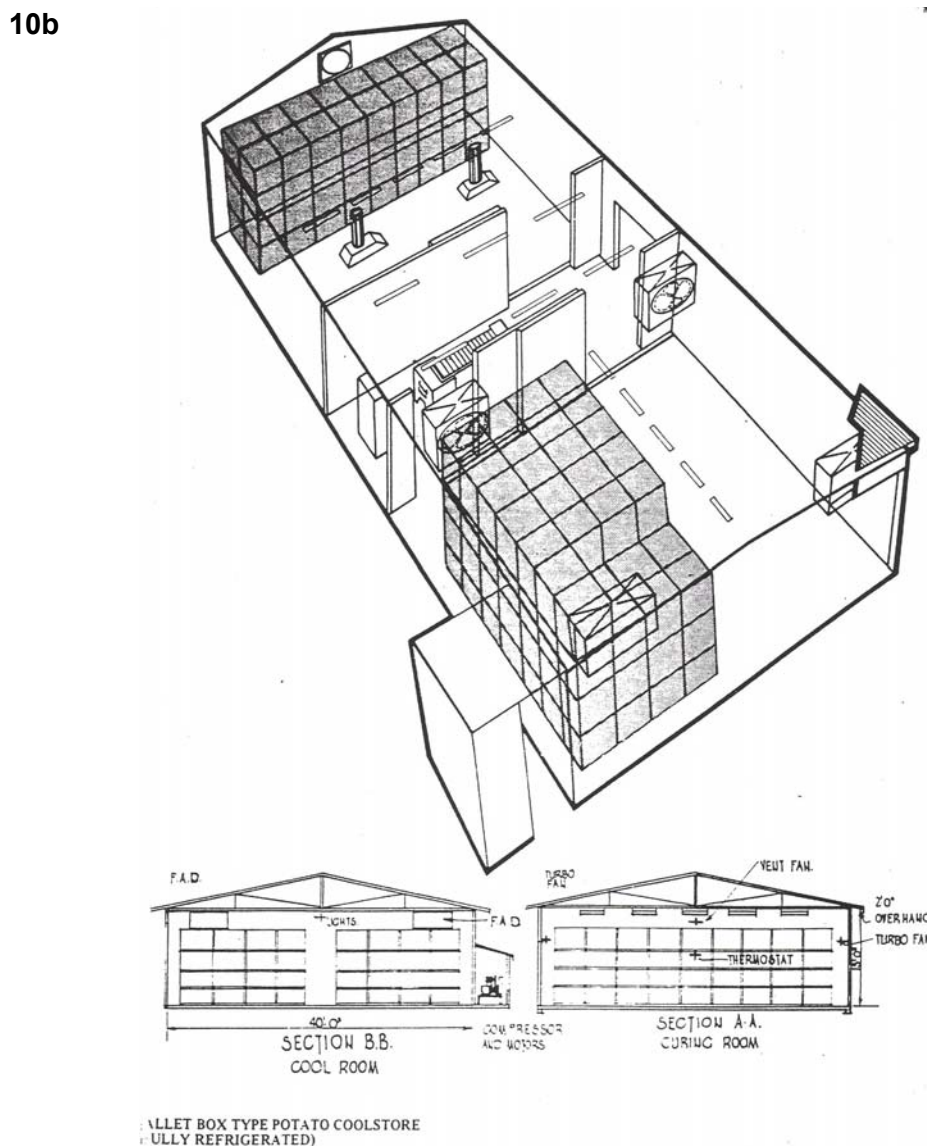 10b
F.A.D.
LIGHTS.
F.A.D.
40'.0"
SECTION B.B.
COOL ROOM
COMPRESSOR
AND MOTORS
TURBO
FAN
VENT FAN.
2'0"
OVERHANG
TURBO FAN
THERMOSTAT
SECTION A-A.
CURING ROOM
ALLET BOX TYPE POTATO COOLSTORE
ULLY REFRIGERATED)